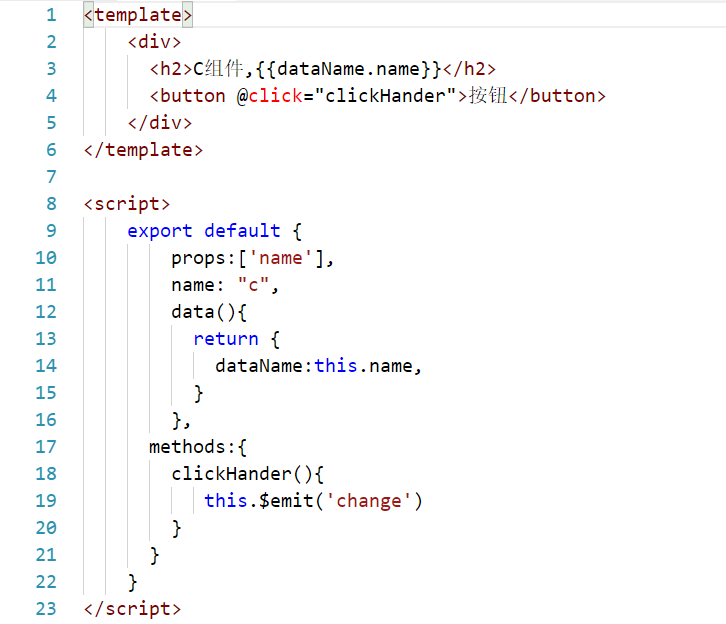 1 <template>
2 <div>
3 <h2>C组件,{{dataName.name}}</h2>
4 <button @click="clickHander">按钮</button>
5 </div>
6 </template>
7
8 <script>
9 export default {
10 props:['name'],
11 name: "c",
12 data(){
13 return {
14 dataName:this.name,
15 }
16 },
17 methods:{
18 clickHander(){
19 this.$emit('change')
20 }
21 }
22 }
23 </script>